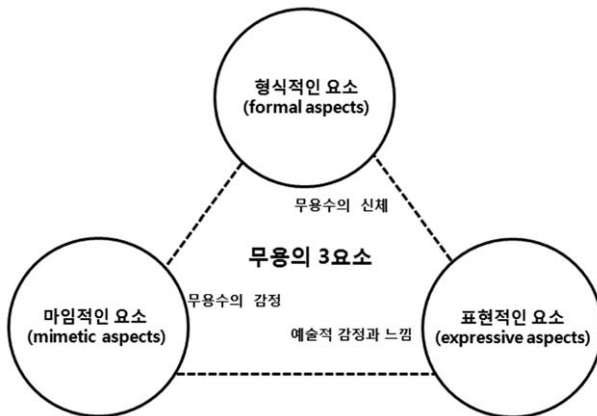 형식적인 요소
(formal aspects)
무용수의 신체
무용의 3요소
무용수의 감정
마임적인 요소
(mimetic aspects)
예술적 감정과 느낌
표현적인 요소
(expressive aspects)